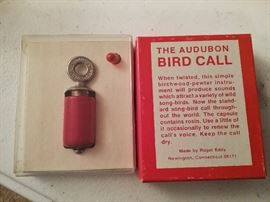 THE AUDUBON
BIRD CALL
When twisted, this simple
birchwood-pewter instru-
ment will produce sounds
which attract a variety of wild
song-birds. Now the stand-
ard song-bird call through-
out the world. The capsule
contains rosin. Use a little of
it occasionally to renew the
call's voice. Keep the call
dry.
Made by Roger Eddy
Newington, Connecticut 06111